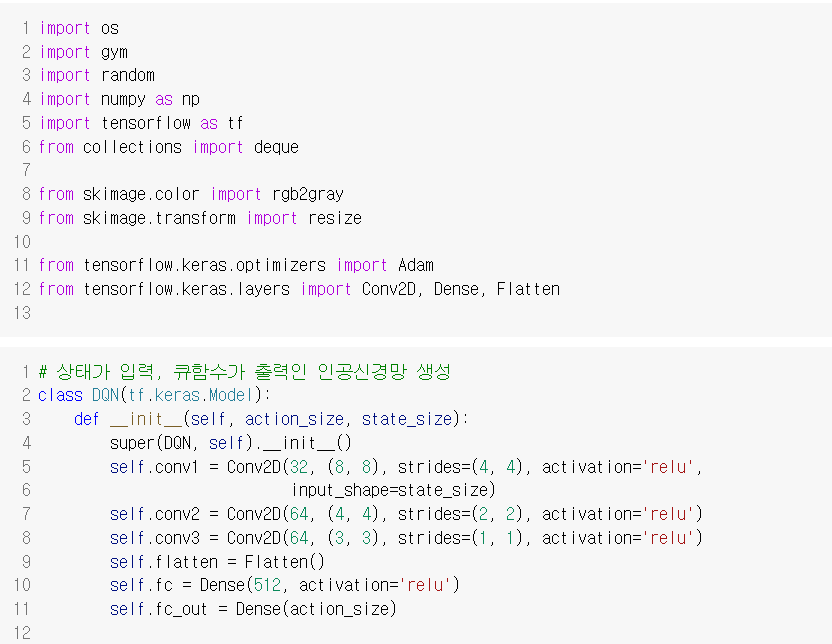 1 import os
2 import gym
3 import random
4 import numpy as np
5 import tensorflow as tf
6 from collections import deque
7
8 from skimage.color import rgb2gray
9 from skimage.transform import resize
10
11 from tensorflow.keras.optimizers import Adam
12 from tensorflow.keras.layers import Conv2D, Dense, Flatten
13
1 # 상태가 입력, 큐함수가 출력인 인공신경망 생성
2 class DQN(tf.keras.Model):
3     def __init__(self, action_size, state_size):
4         super(DQN, self).__init__()
5         self.conv1 = Conv2D(32, (8, 8), strides=(4, 4), activation='relu',
6                             input_shape=state_size)
7         self.conv2 = Conv2D(64, (4, 4), strides=(2, 2), activation='relu')
8         self.conv3 = Conv2D(64, (3, 3), strides=(1, 1), activation='relu')
9         self.flatten = Flatten()
10         self.fc = Dense(512, activation='relu')
11         self.fc_out = Dense(action_size)
12